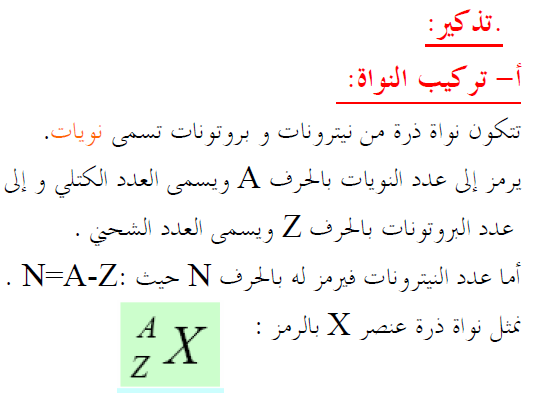 .تذكير:
أ- تركيب النواة:
تتكون نواة ذرة من نيترونات و بروتونات تسمى نويات.
يرمز إلى عدد النويات بالحرف A ويسمى العدد الكتلي و إلى
عدد البروتونات بالحرف Z ويسمى العدد الشحني .
أما عدد النيترونات فيرمز له بالحرف N حيث :N=A-Z .
نمثل نواة ذرة عنصر X بالرمز :
A
Z X